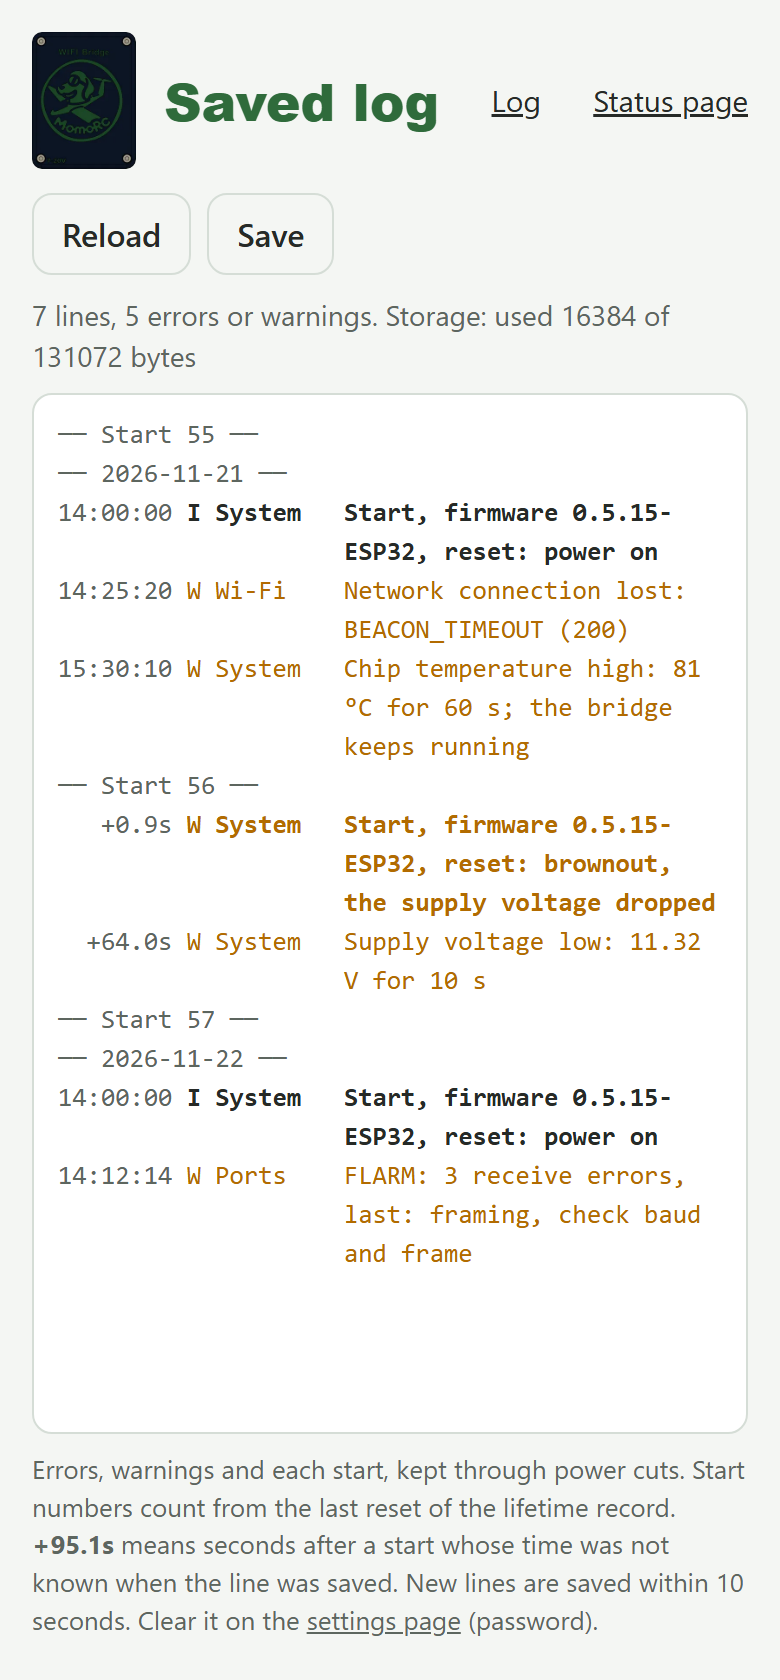 WiFi Bridge
MomoRC
Saved log
Log
Status page
Reload
Save
7 lines, 5 errors or warnings. Storage: used 16384 of
131072 bytes
── Start 55 ──
── 2026-11-21 ──
14:00:00 I System Start, firmware 0.5.15-
ESP32, reset: power on
14:25:20 W Wi-Fi Network connection lost:
BEACON_TIMEOUT (200)
15:30:10 W System Chip temperature high: 81
°C for 60 s; the bridge
keeps running
── Start 56 ──
+0.9s W System Start, firmware 0.5.15-
ESP32, reset: brownout,
the supply voltage dropped
+64.0s W System Supply voltage low: 11.32
V for 10 s
── Start 57 ──
── 2026-11-22 ──
14:00:00 I System Start, firmware 0.5.15-
ESP32, reset: power on
14:12:14 W Ports FLARM: 3 receive errors,
last: framing, check baud
and frame
Errors, warnings and each start, kept through power cuts. Start
numbers count from the last reset of the lifetime record.
+95.1s means seconds after a start whose time was not
known when the line was saved. New lines are saved within 10
seconds. Clear it on the settings page (password).